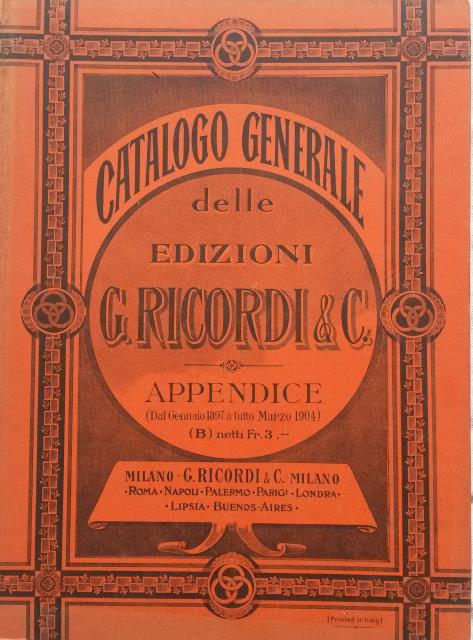 CATALOGO GENERALE
delle
EDIZIONI
G. RICORDI & C.
APPENDICE
(Dal Gennaio 1897 a tutto Marzo 1904)
(B) netti Fr. 3.—
MILANO - G. RICORDI & C. - MILANO
• ROMA • NAPOLI • PALERMO • PARIGI • LONDRA •
• LIPSIA • BUENOS-AIRES •
(Printed in Italy)